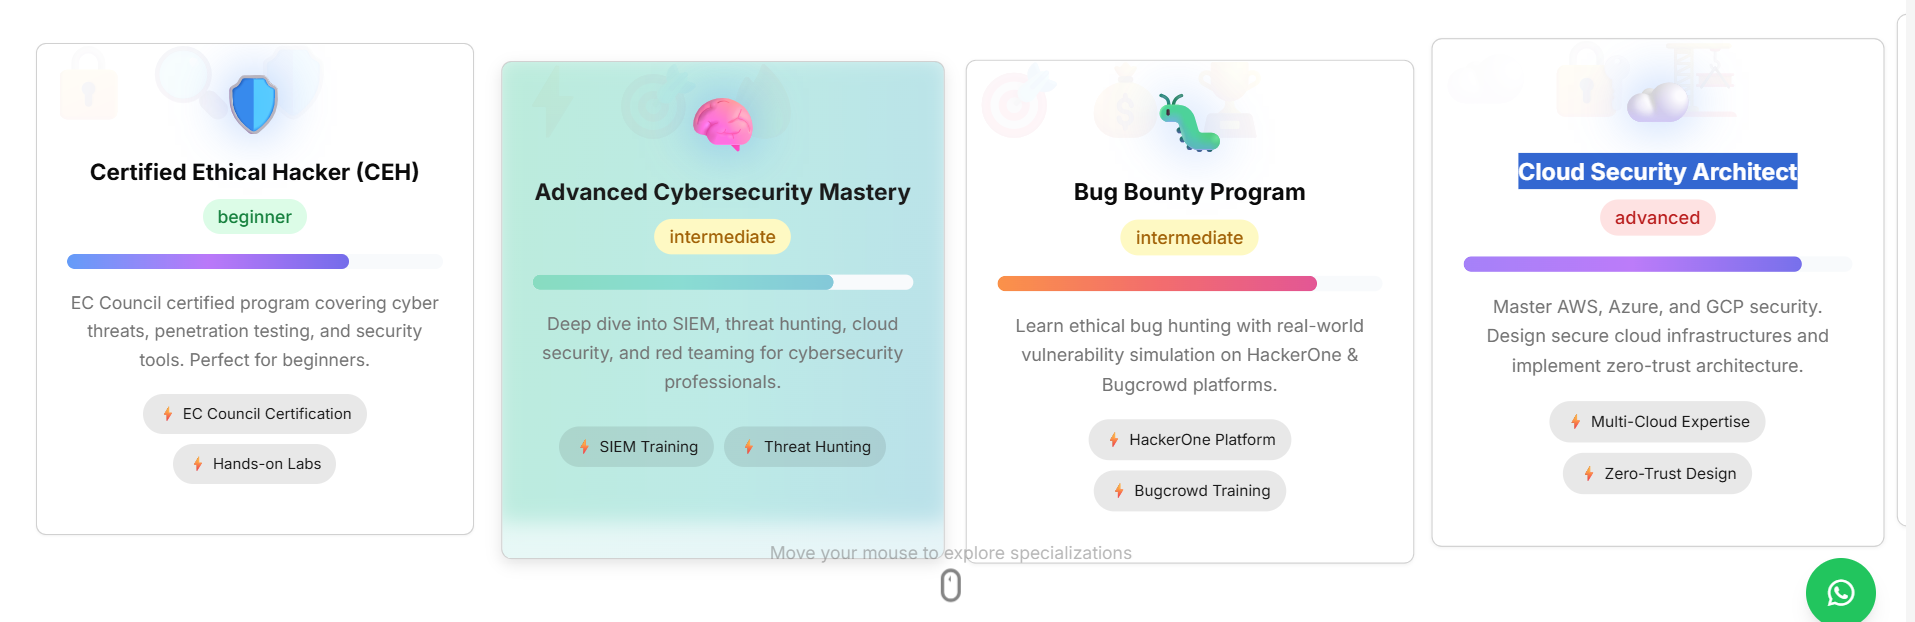 Certified Ethical Hacker (CEH)
beginner
EC Council certified program covering cyber
threats, penetration testing, and security
tools. Perfect for beginners.
EC Council Certification
Hands-on Labs
Advanced Cybersecurity Mastery
intermediate
Deep dive into SIEM, threat hunting, cloud
security, and red teaming for cybersecurity
professionals.
SIEM Training
Threat Hunting
Bug Bounty Program
intermediate
Learn ethical bug hunting with real-world
vulnerability simulation on HackerOne &
Bugcrowd platforms.
HackerOne Platform
Bugcrowd Training
Cloud Security Architect
advanced
Master AWS, Azure, and GCP security.
Design secure cloud infrastructures and
implement zero-trust architecture.
Multi-Cloud Expertise
Zero-Trust Design
Move your mouse to explore specializations